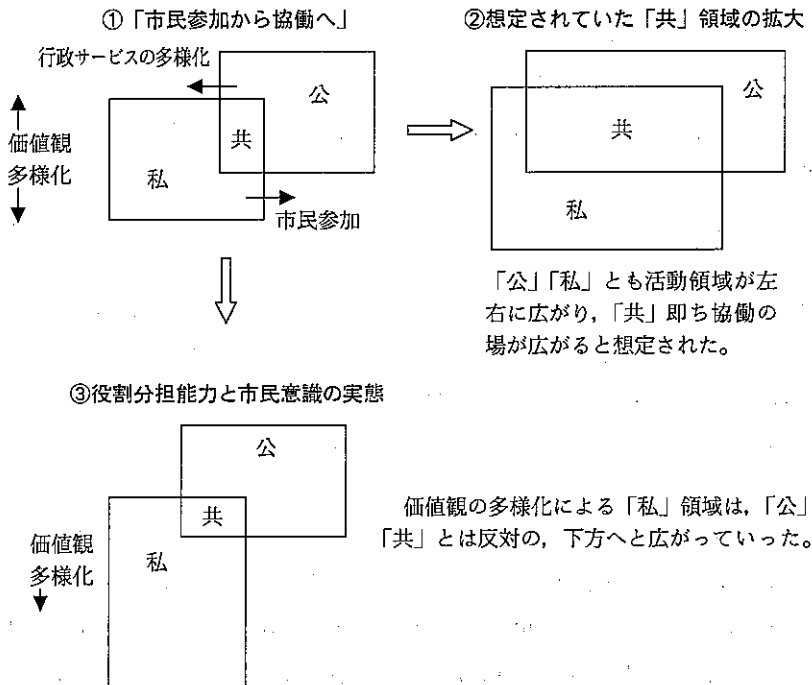 ①「市民参加から協働へ」
行政サービスの多様化
公
共
私
価値観
多様化
市民参加
②想定されていた「共」領域の拡大
公
共
私
「公」「私」とも活動領域が左
右に広がり，「共」即ち協働の
場が広がると想定された。
③役割分担能力と市民意識の実態
公
共
私
価値観
多様化
価値観の多様化による「私」領域は，「公」
「共」とは反対の，下方へと広がっていった。